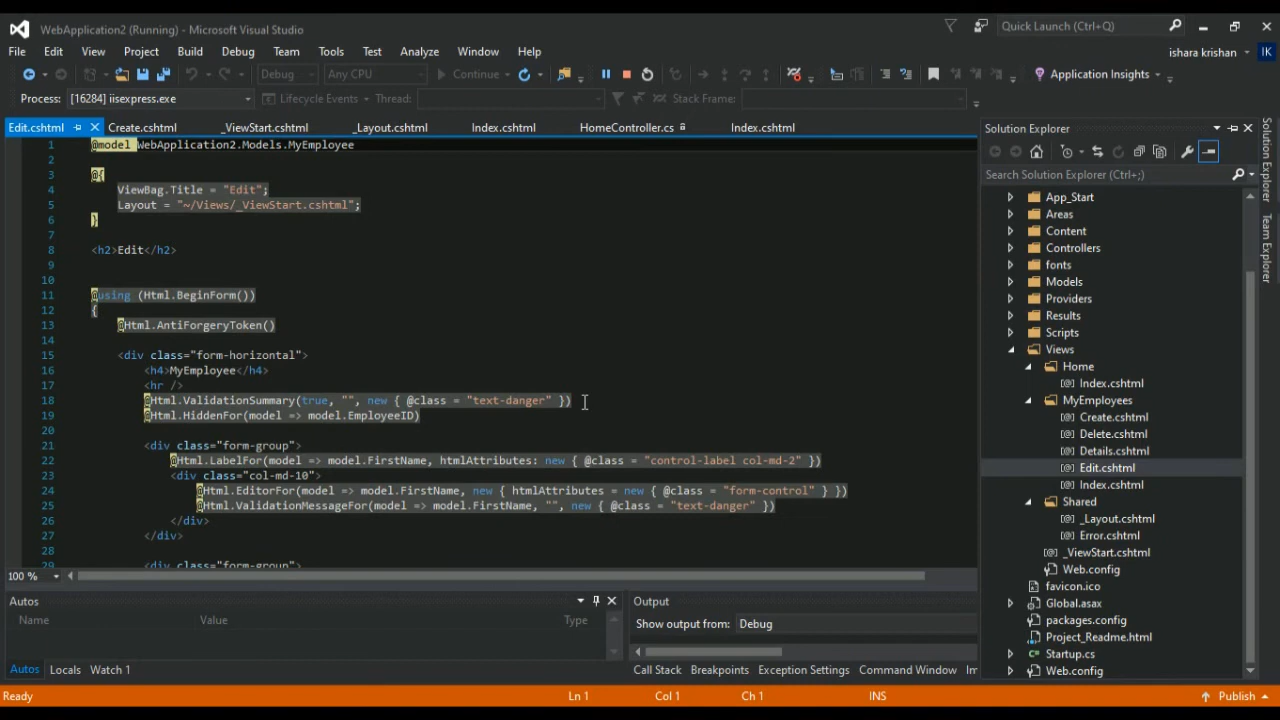 WebApplication2 (Running) - Microsoft Visual Studio
Quick Launch (Ctrl+Q)
File Edit View Project Build Debug Team Tools Test Analyze Window Help
ishara krishan IK
Debug Any CPU Continue Application Insights
Process: [16284] iisexpress.exe Lifecycle Events Thread: Stack Frame:
Edit.cshtml Create.cshtml _ViewStart.cshtml _Layout.cshtml Index.cshtml HomeController.cs Index.cshtml
1 @model WebApplication2.Models.MyEmployee
2
3 @{
4 ViewBag.Title = "Edit";
5 Layout = "~/Views/_ViewStart.cshtml";
6 }
7
8 <h2>Edit</h2>
9
10
11 @using (Html.BeginForm())
12 {
13 @Html.AntiForgeryToken()
14
15 <div class="form-horizontal">
16 <h4>MyEmployee</h4>
17 <hr />
18 @Html.ValidationSummary(true, "", new { @class = "text-danger" })
19 @Html.HiddenFor(model => model.EmployeeID)
20
21 <div class="form-group">
22 @Html.LabelFor(model => model.FirstName, htmlAttributes: new { @class = "control-label col-md-2" })
23 <div class="col-md-10">
24 @Html.EditorFor(model => model.FirstName, new { htmlAttributes = new { @class = "form-control" } })
25 @Html.ValidationMessageFor(model => model.FirstName, "", new { @class = "text-danger" })
26 </div>
27 </div>
28
29 <div class="form-group">
100 %
Solution Explorer
Search Solution Explorer (Ctrl+;)
App_Start
Areas
Content
Controllers
fonts
Models
Providers
Results
Scripts
Views
Home
Index.cshtml
MyEmployees
Create.cshtml
Delete.cshtml
Details.cshtml
Edit.cshtml
Index.cshtml
Shared
_Layout.cshtml
Error.cshtml
_ViewStart.cshtml
Web.config
favicon.ico
Global.asax
packages.config
Project_Readme.html
Startup.cs
Web.config
Solution Explorer
Team Explorer
Autos
Name Value Type
Autos Locals Watch 1
Output
Show output from: Debug
Call Stack Breakpoints Exception Settings Command Window Im
Ready Ln 1 Col 1 Ch 1 INS Publish